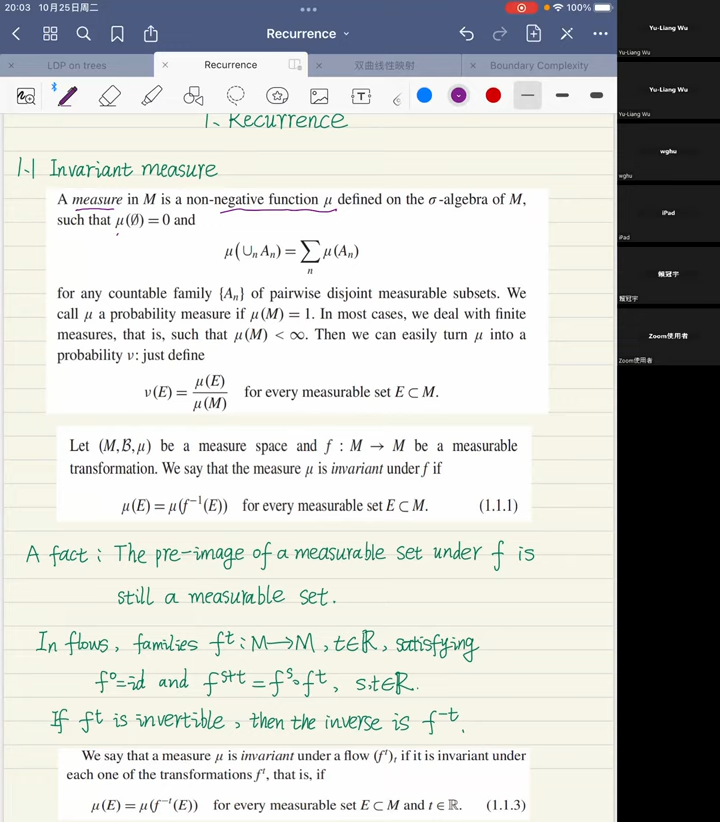 20:03 10月25日周二
100%
Recurrence
LDP on trees
Recurrence
双曲线性映射
Boundary Complexity
1、Recurrence
1.1 Invariant measure
A measure in M is a non-negative function μ defined on the σ-algebra of M,
such that μ(∅) = 0 and
μ(∪ₙ Aₙ) = ∑ₙ μ(Aₙ)
for any countable family {Aₙ} of pairwise disjoint measurable subsets. We
call μ a probability measure if μ(M) = 1. In most cases, we deal with finite
measures, that is, such that μ(M) < ∞. Then we can easily turn μ into a
probability ν: just define
ν(E) = μ(E)/μ(M) for every measurable set E ⊂ M.
Let (M, B, μ) be a measure space and f : M → M be a measurable
transformation. We say that the measure μ is invariant under f if
μ(E) = μ(f⁻¹(E)) for every measurable set E ⊂ M. (1.1.1)
A fact : The pre-image of a measurable set under f is
still a measurable set.
In flows, families fᵗ : M→M, t∈ℝ, satisfying
f⁰=id and fˢ⁺ᵗ = fˢ∘fᵗ, s,t∈ℝ.
If fᵗ is invertible, then the inverse is f⁻ᵗ.
We say that a measure μ is invariant under a flow (fᵗ)ₜ if it is invariant under
each one of the transformations fᵗ, that is, if
μ(E) = μ(f⁻ᵗ(E)) for every measurable set E ⊂ M and t ∈ ℝ. (1.1.3)
Yu-Liang Wu
Yu-Liang Wu
Yu-Liang Wu
Yu-Liang Wu
wghu
wghu
iPad
iPad
賴冠宇
賴冠宇
Zoom使用者
Zoom使用者